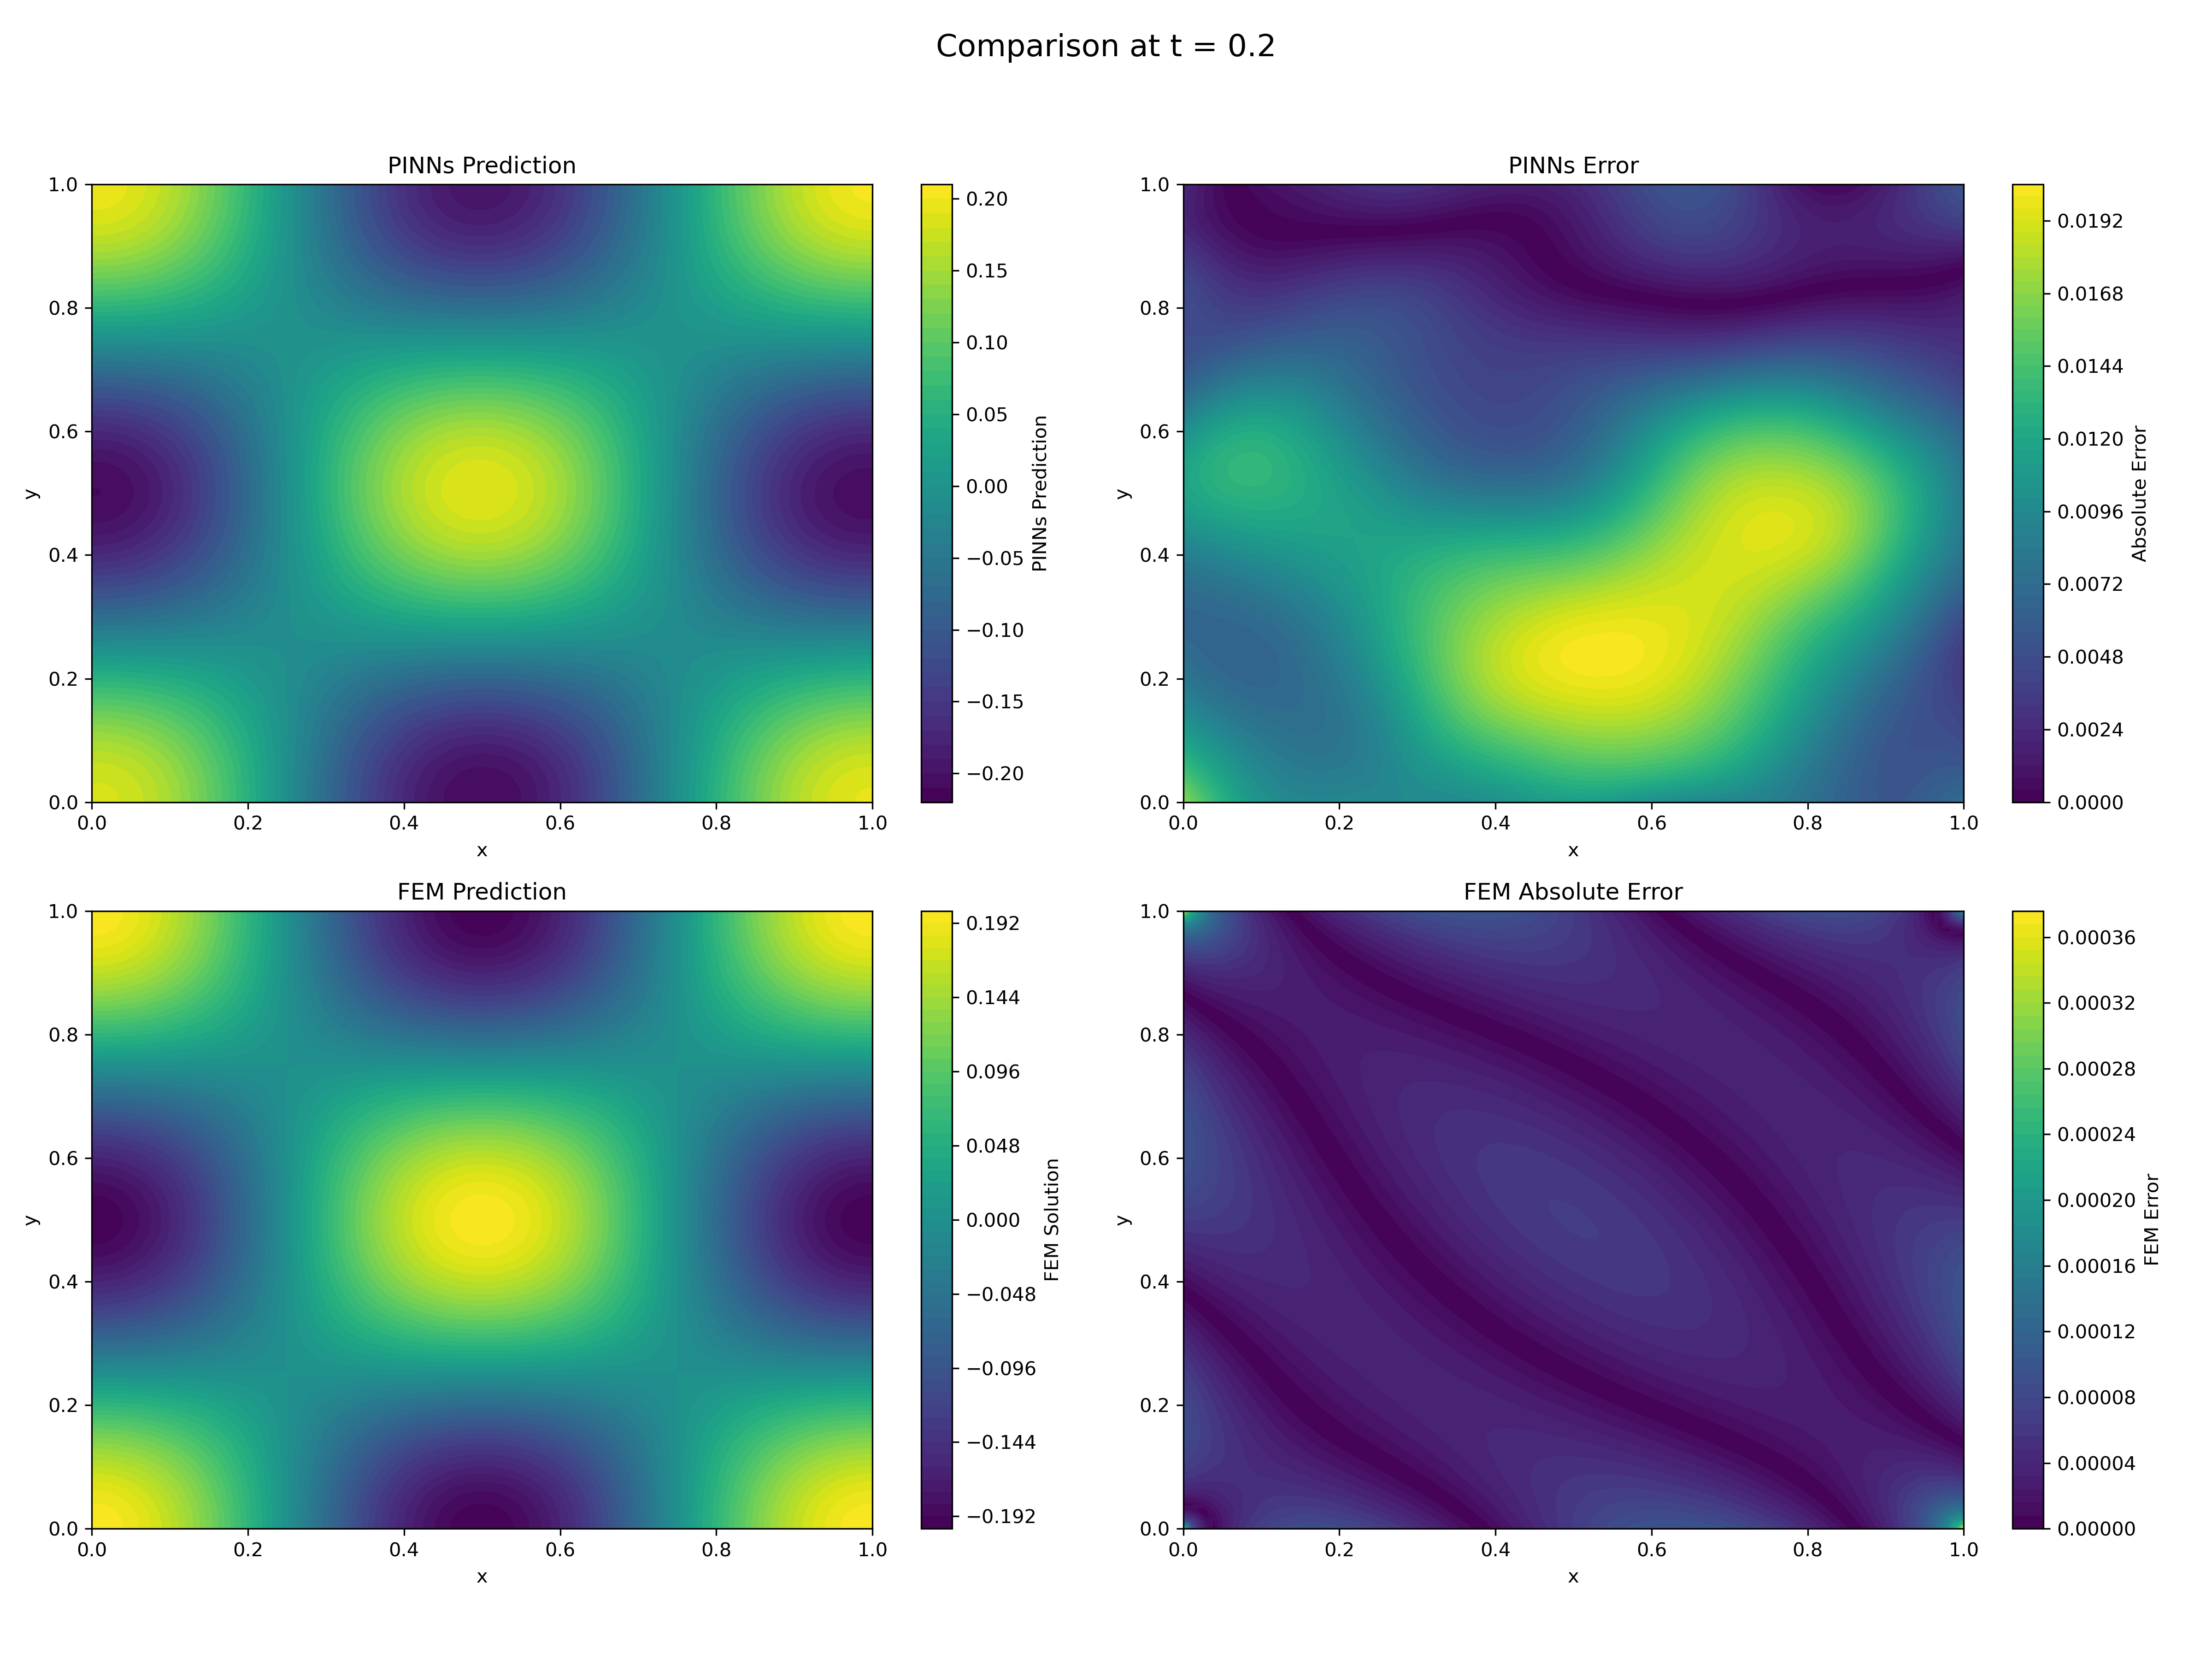 Comparison at t = 0.2
PINNs Prediction
1.0
0.8
0.6
0.4
0.2
0.0
y
0.0 0.2 0.4 0.6 0.8 1.0
x
0.20
0.15
0.10
0.05
0.00
−0.05
−0.10
−0.15
−0.20
PINNs Prediction
PINNs Error
1.0
0.8
0.6
0.4
0.2
0.0
y
0.0 0.2 0.4 0.6 0.8 1.0
x
0.0192
0.0168
0.0144
0.0120
0.0096
0.0072
0.0048
0.0024
0.0000
Absolute Error
FEM Prediction
1.0
0.8
0.6
0.4
0.2
0.0
y
0.0 0.2 0.4 0.6 0.8 1.0
x
0.192
0.144
0.096
0.048
0.000
−0.048
−0.096
−0.144
−0.192
FEM Solution
FEM Absolute Error
1.0
0.8
0.6
0.4
0.2
0.0
y
0.0 0.2 0.4 0.6 0.8 1.0
x
0.00036
0.00032
0.00028
0.00024
0.00020
0.00016
0.00012
0.00008
0.00004
0.00000
FEM Error